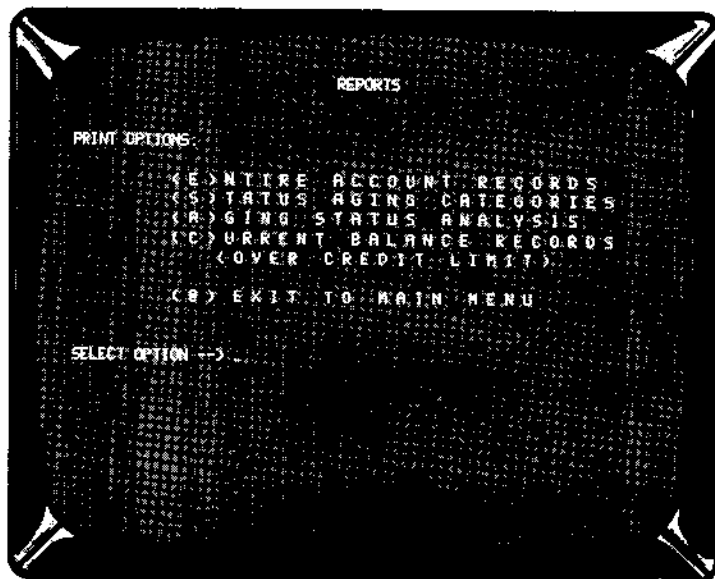 REPORTS
PRINT OPTIONS:
(E)NTIRE ACCOUNT RECORDS
(S)TATUS AGING CATEGORIES
(A)GING STATUS ANALYSIS
(C)URRENT BALANCE RECORDS
(OVER CREDIT LIMIT)
(@) EXIT TO MAIN MENU
SELECT OPTION --> _